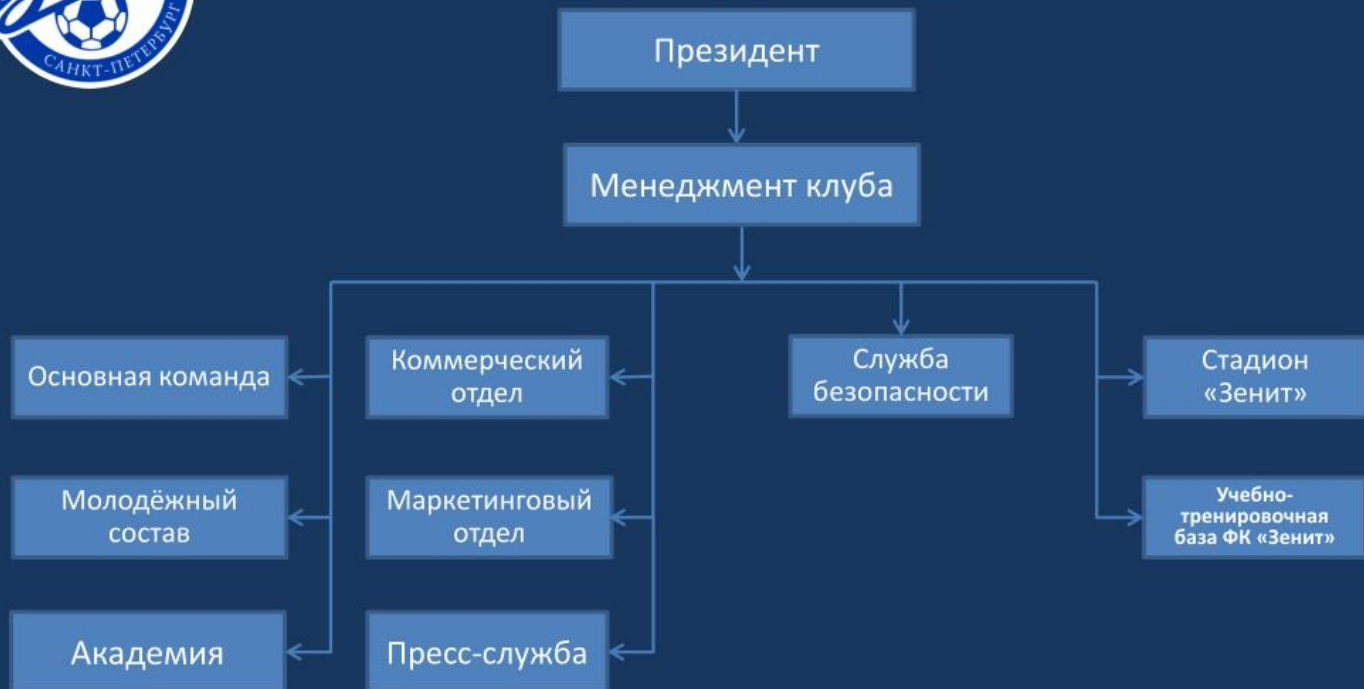 САНКТ-ПЕТЕРБУРГ
Президент
Менеджмент клуба
Основная команда
Коммерческий
отдел
Служба
безопасности
Стадион
«Зенит»
Молодёжный
состав
Маркетинговый
отдел
Учебно-
тренировочная
база ФК «Зенит»
Академия
Пресс-служба